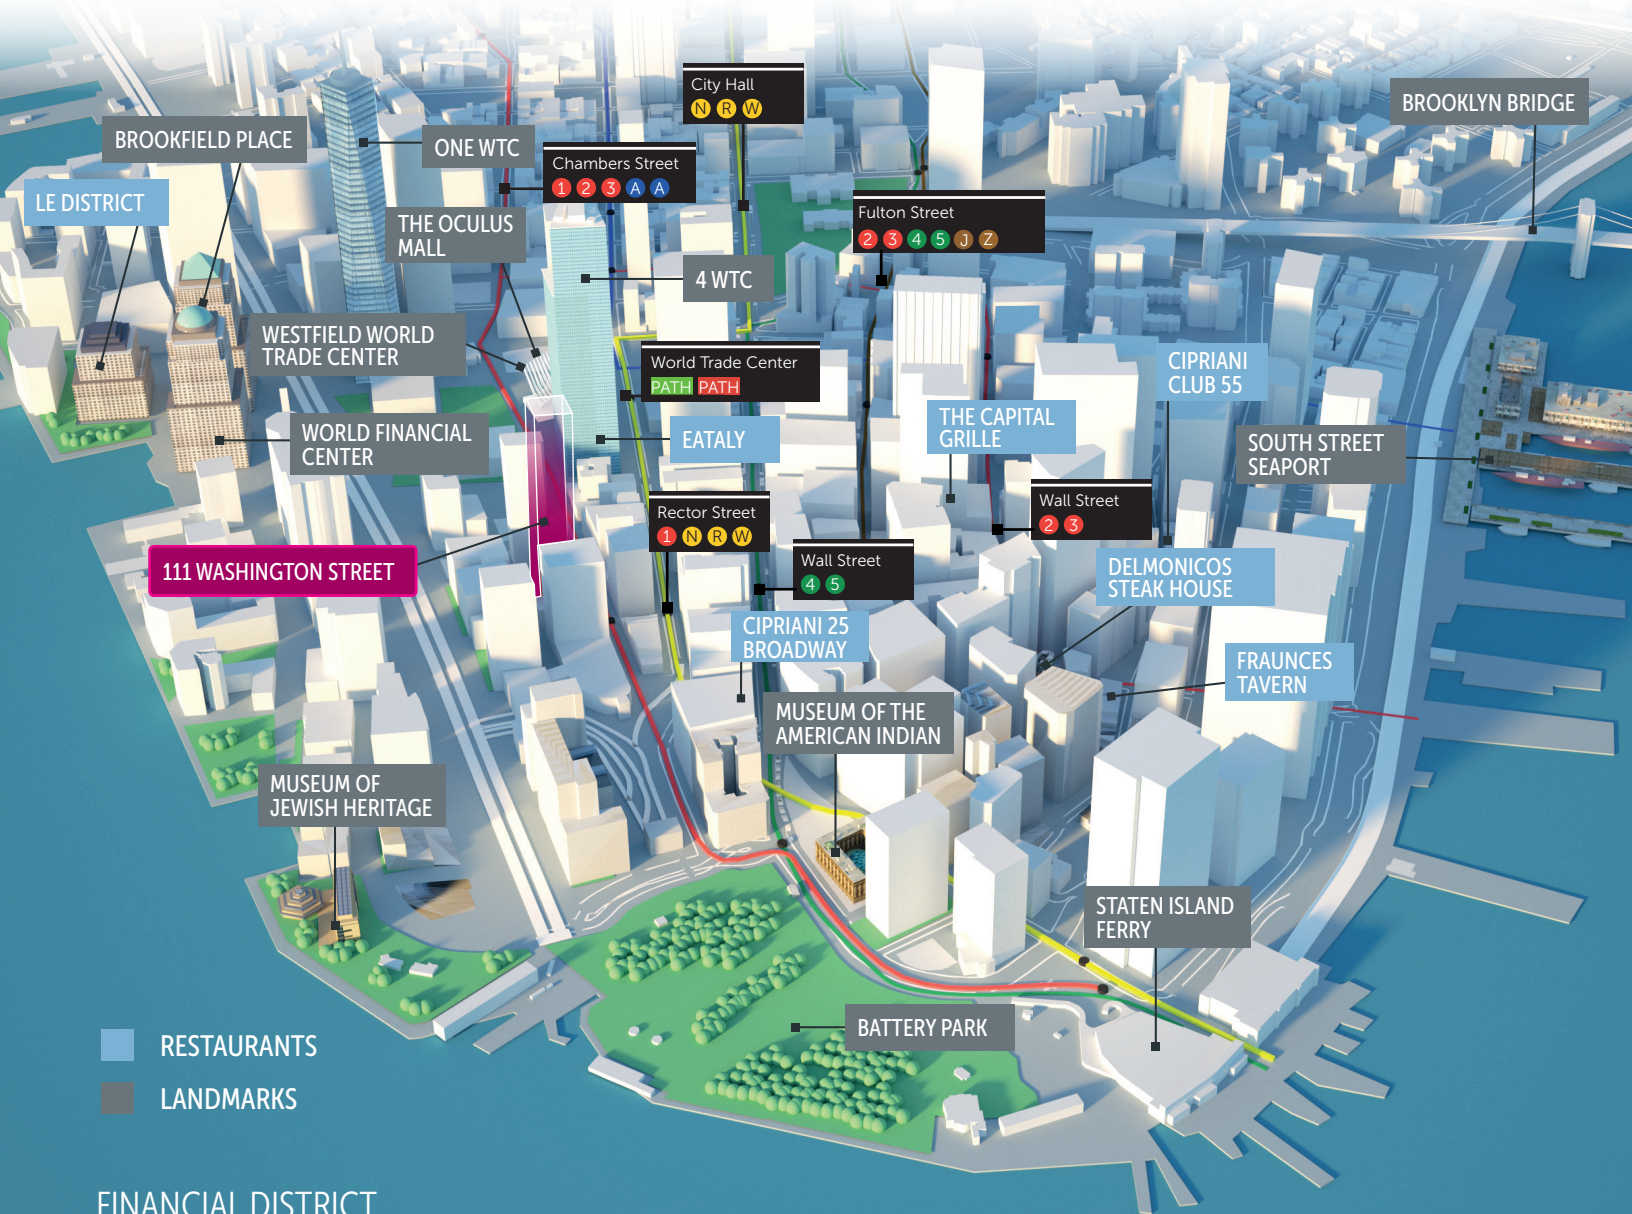 City Hall
N R W
BROOKLYN BRIDGE
BROOKFIELD PLACE
ONE WTC
Chambers Street
1 2 3 A A
LE DISTRICT
THE OCULUS
MALL
Fulton Street
2 3 4 5 J Z
4 WTC
WESTFIELD WORLD
TRADE CENTER
World Trade Center
PATH PATH
CIPRIANI
CLUB 55
WORLD FINANCIAL
CENTER
EATALY
THE CAPITAL
GRILLE
SOUTH STREET
SEAPORT
Rector Street
1 N R W
Wall Street
2 3
111 WASHINGTON STREET
Wall Street
4 5
DELMONICOS
STEAK HOUSE
CIPRIANI 25
BROADWAY
FRAUNCES
TAVERN
MUSEUM OF THE
AMERICAN INDIAN
MUSEUM OF
JEWISH HERITAGE
STATEN ISLAND
FERRY
BATTERY PARK
RESTAURANTS
LANDMARKS
FINANCIAL DISTRICT